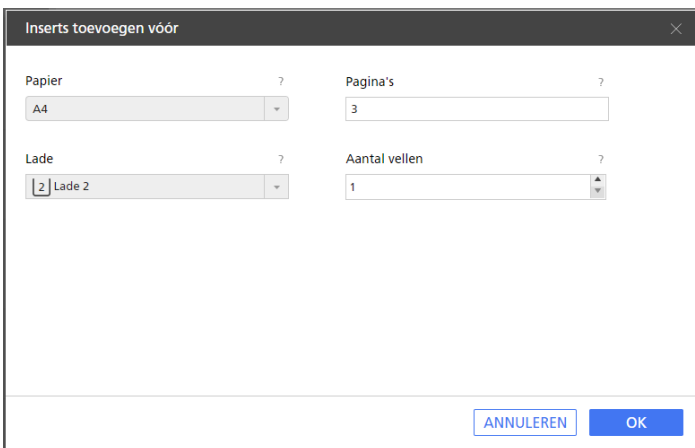 Inserts toevoegen vóór
Papier ?
A4
Pagina's ?
3
Lade ?
2 Lade 2
Aantal vellen ?
1
ANNULEREN OK